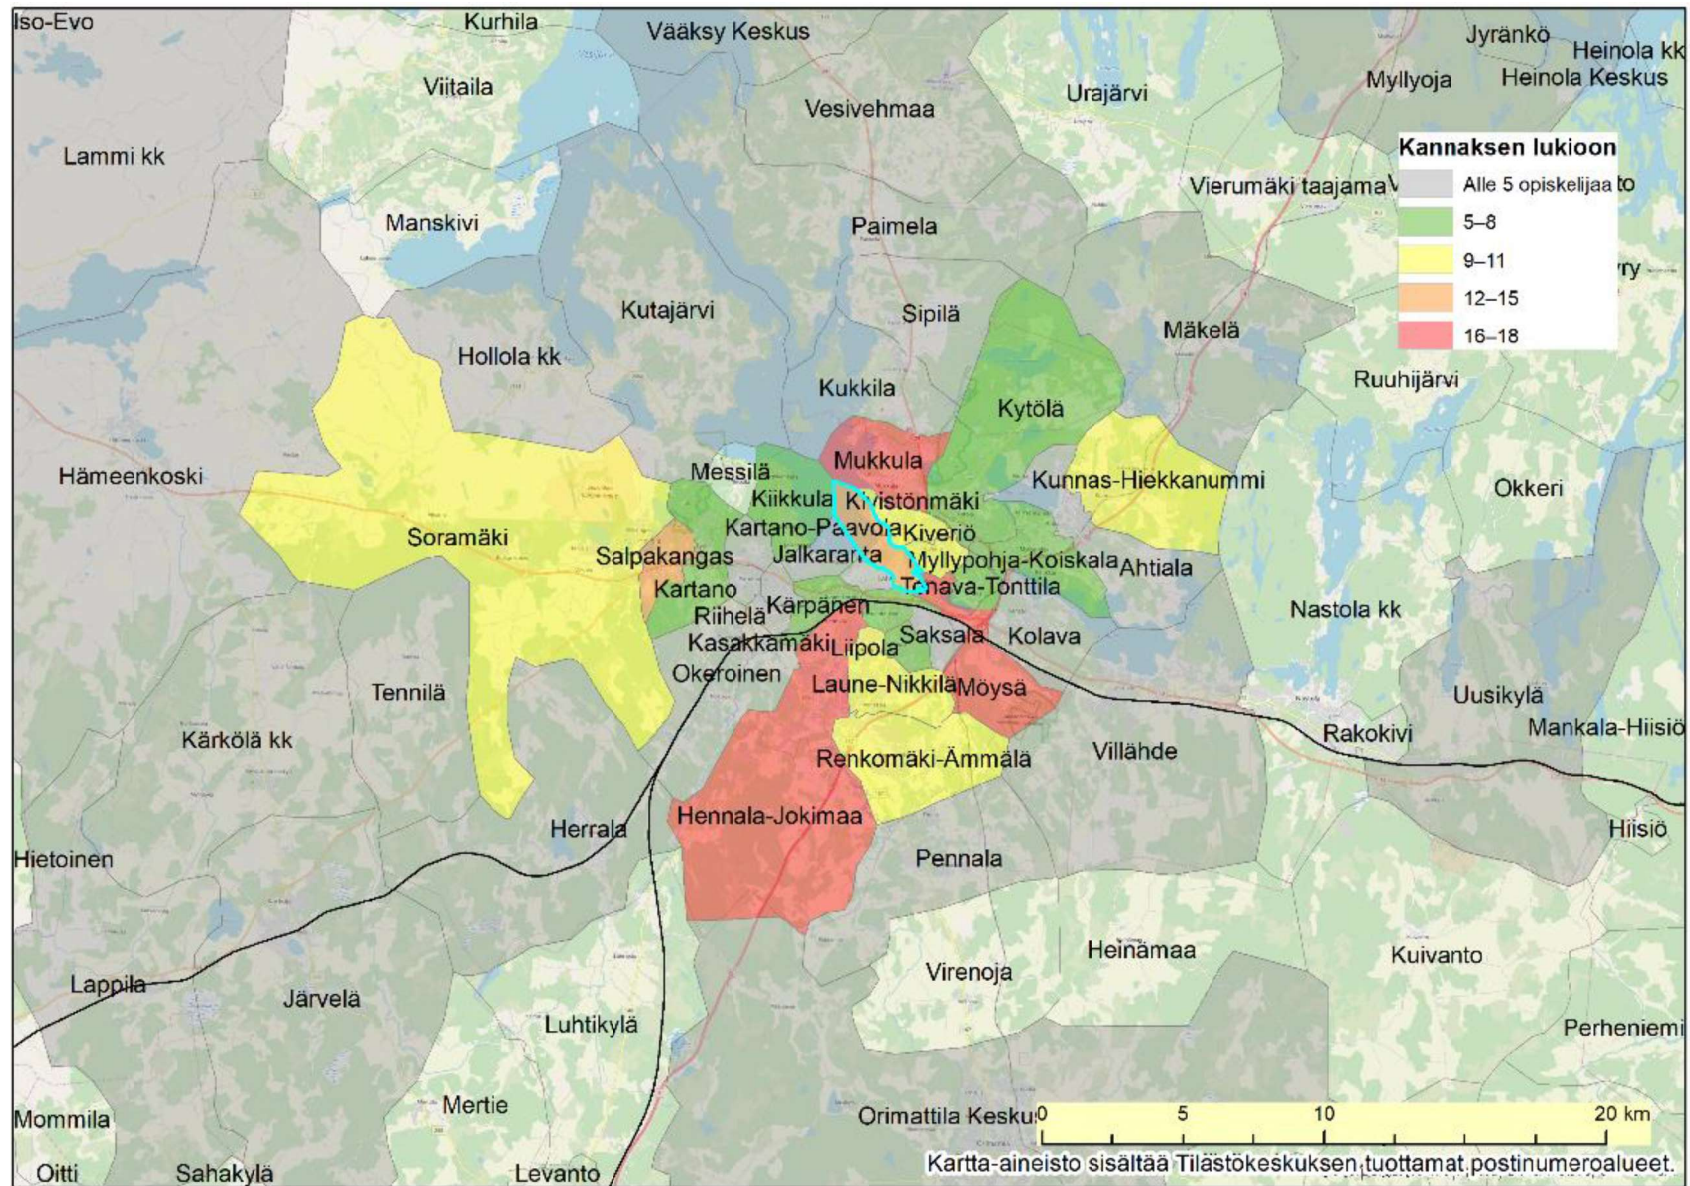 Iso-Evo
Kurhila
Vääksy Keskus
Jyränkö
Heinola kk
Viitaila
Myllyoja
Heinola Keskus
Urajärvi
Vesivehmaa
Lammi kk
Kannaksen lukioon
Alle 5 opiskelijaa
5–8
9–11
12–15
16–18
Vierumäki taajama
Manskivi
Paimela
Kutajärvi
Sipilä
Mäkelä
Hollola kk
Ruuhijärvi
Kukkila
Kytölä
Mukkula
Messilä
Hämeenkoski
Kunnas-Hiekkanummi
Okkeri
Kiikkula
Kivistönmäki
Kartano-Paavola
Kiveriö
Soramäki
Salpakangas
Jalkaranta
Myllypohja-Koiskala
Ahtiala
Kartano
Tonava-Tonttila
Nastola kk
Riihelä
Kärpänen
Kasakkamäki
Liipola
Saksala
Kolava
Okeroinen
Tennilä
Laune-Nikkilä
Möysä
Uusikylä
Mankala-Hiisiö
Kärkölä kk
Rakokivi
Villähde
Renkomäki-Ämmälä
Hennala-Jokimaa
Herrala
Hiisiö
Hietoinen
Pennala
Heinämaa
Kuivanto
Virenoja
Lappila
Järvelä
Luhtikylä
Perheniemi
Mertie
Mommila
Orimattila Keskus
0 5 10 20 km
Oitti
Sahakylä
Levanto
Kartta-aineisto sisältää Tilastokeskuksen tuottamat postinumeroalueet.